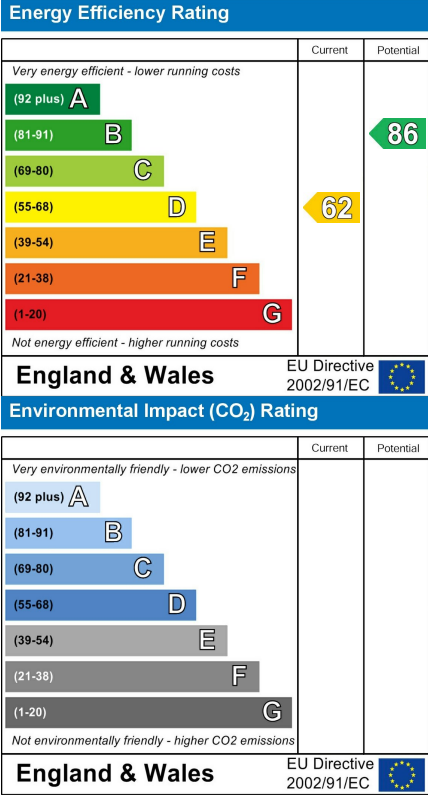 Energy Efficiency Rating
Current Potential
Very energy efficient - lower running costs
(92 plus) A
(81-91) B
86
(69-80) C
(55-68) D
62
(39-54) E
(21-38) F
(1-20) G
Not energy efficient - higher running costs
England & Wales
EU Directive
2002/91/EC
Environmental Impact (CO₂) Rating
Current Potential
Very environmentally friendly - lower CO2 emissions
(92 plus) A
(81-91) B
(69-80) C
(55-68) D
(39-54) E
(21-38) F
(1-20) G
Not environmentally friendly - higher CO2 emissions
England & Wales
EU Directive
2002/91/EC